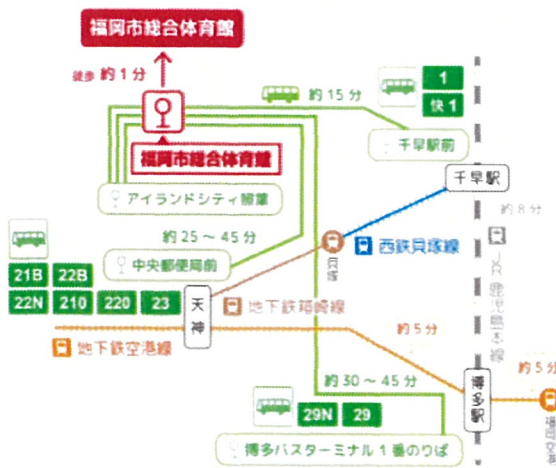 福岡市総合体育館
徒歩 約1分
約15分
1
快1
福岡市総合体育館
千早駅前
千早駅
アイランドシティ照葉
約8分
約25～45分
JR鹿児島本線
中央郵便局前
貝塚
西鉄貝塚線
21B 22B
22N 210 220 23
天神
地下鉄箱崎線
地下鉄空港線
約5分
約5分
博多駅
約30～45分
29N 29
福岡空港
博多バスターミナル1番のりば